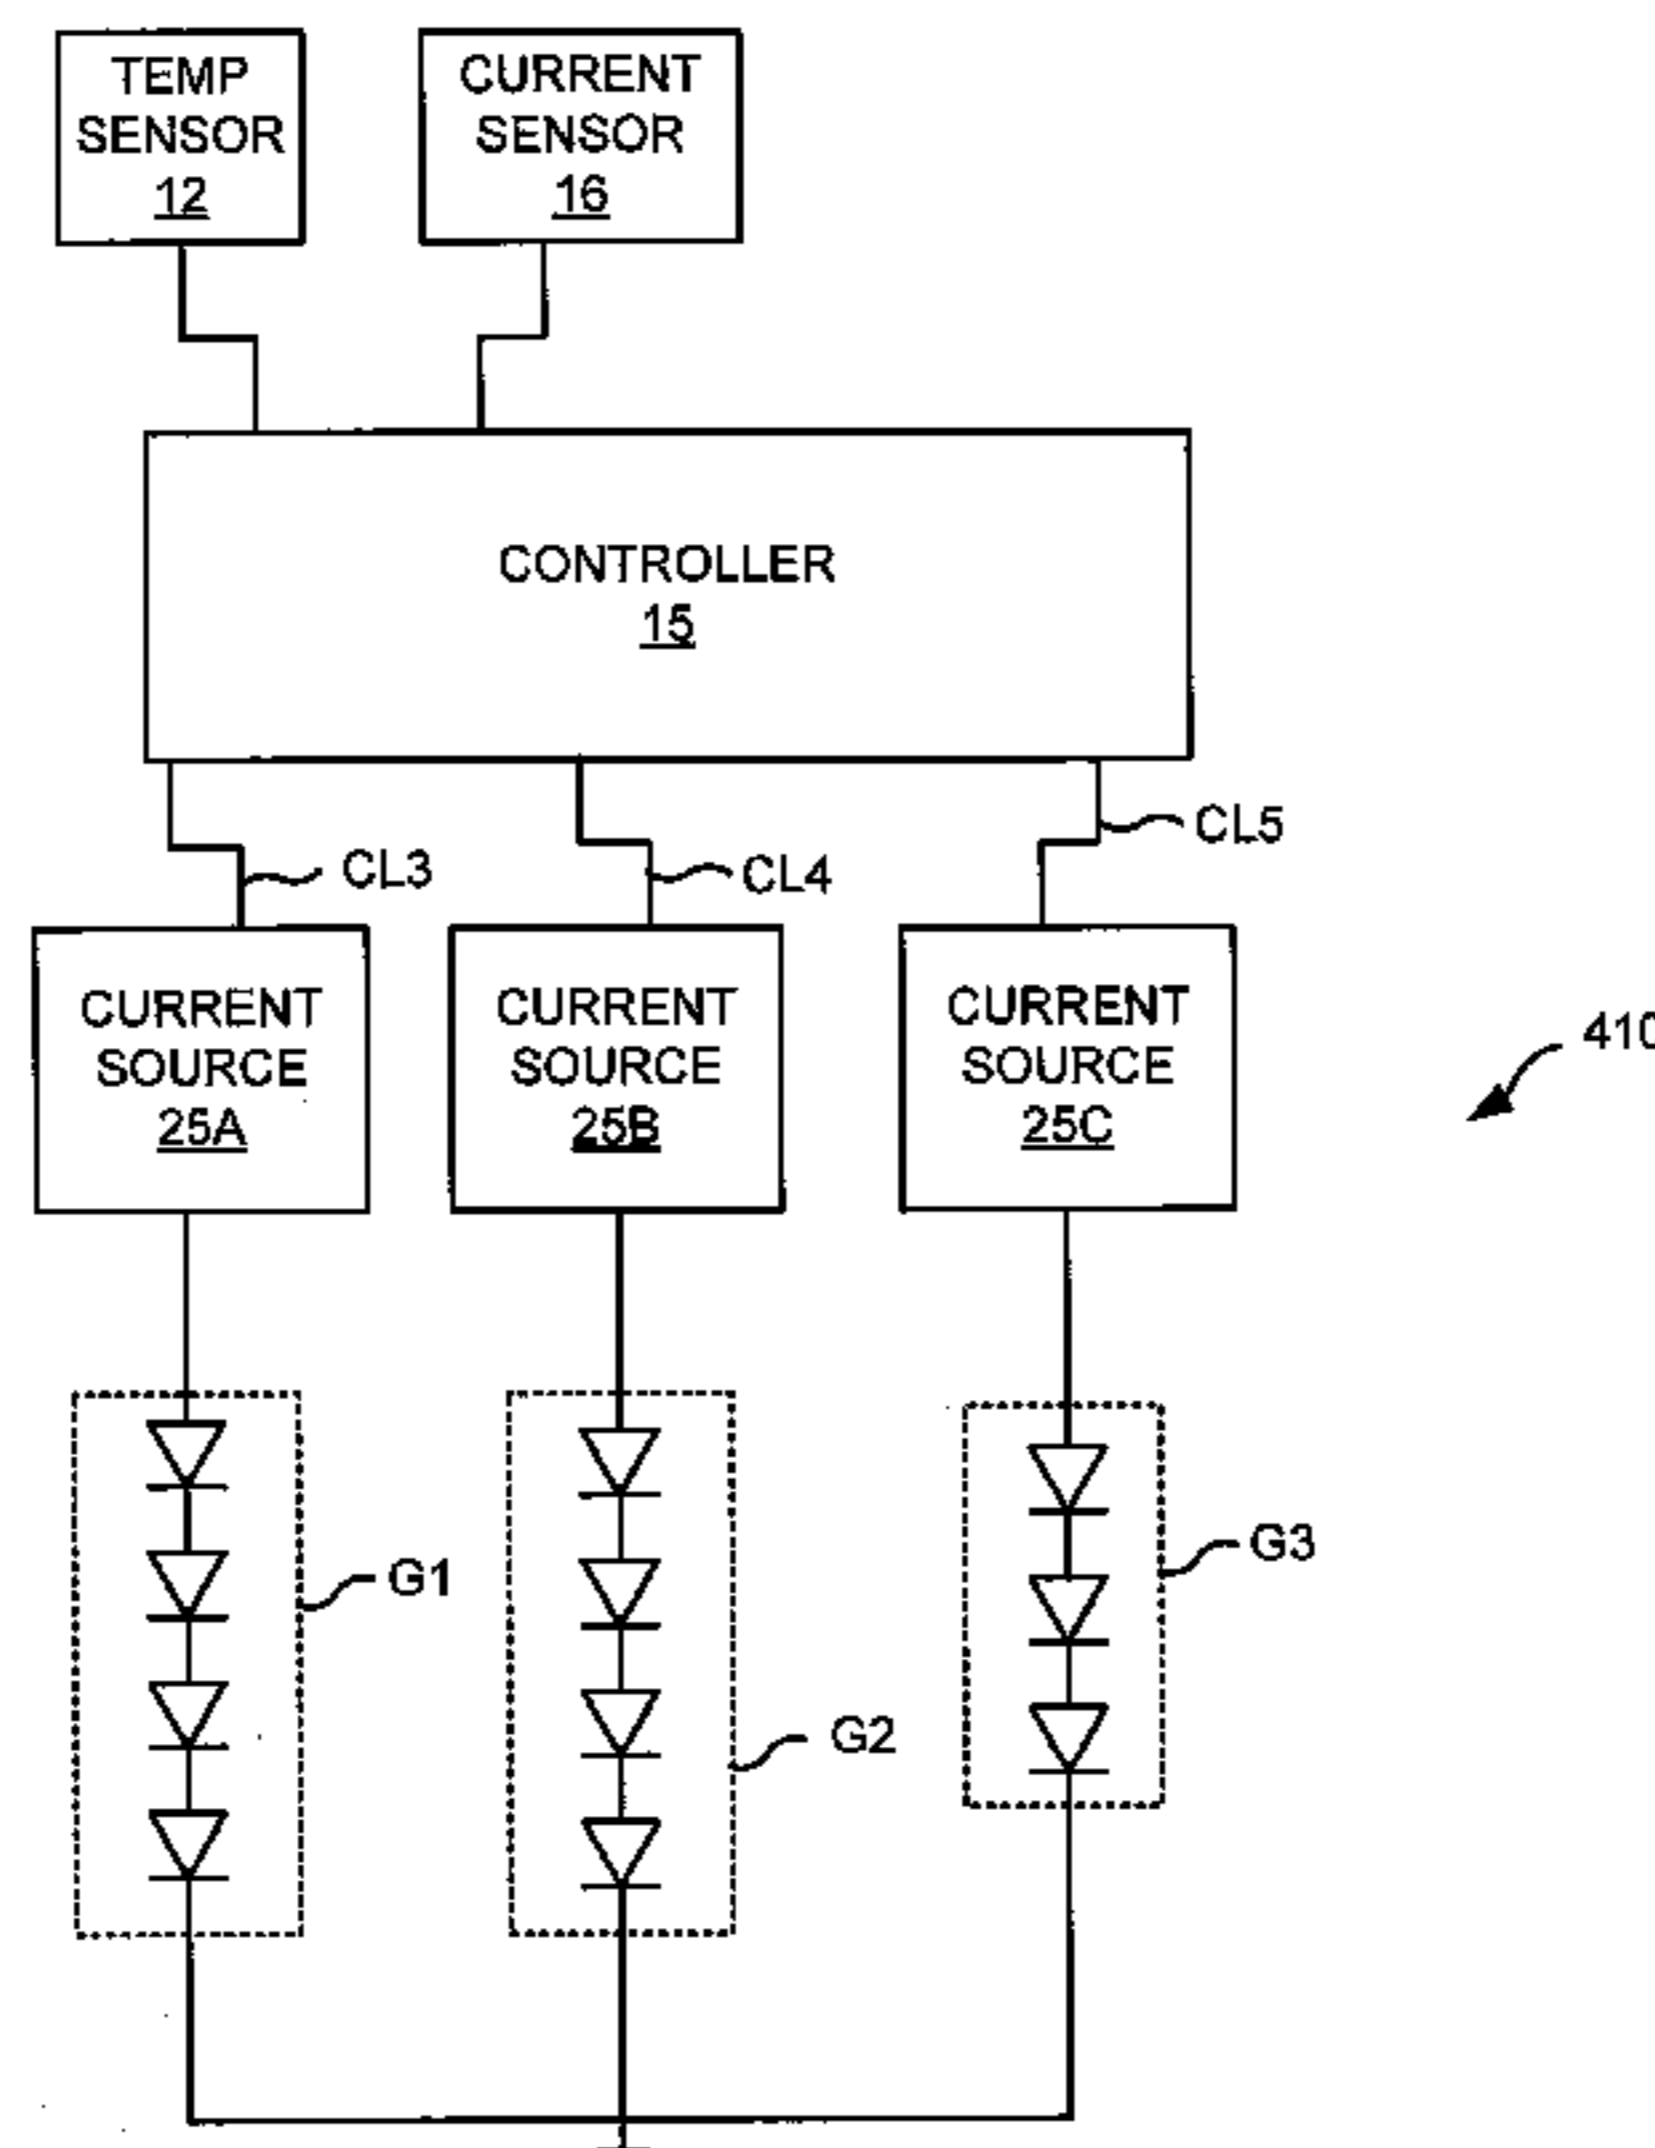 TEMP
SENSOR
12
CURRENT
SENSOR
16
CONTROLLER
15
CL3
CL4
CL5
CURRENT
SOURCE
25A
CURRENT
SOURCE
25B
CURRENT
SOURCE
25C
410
G1
G2
G3